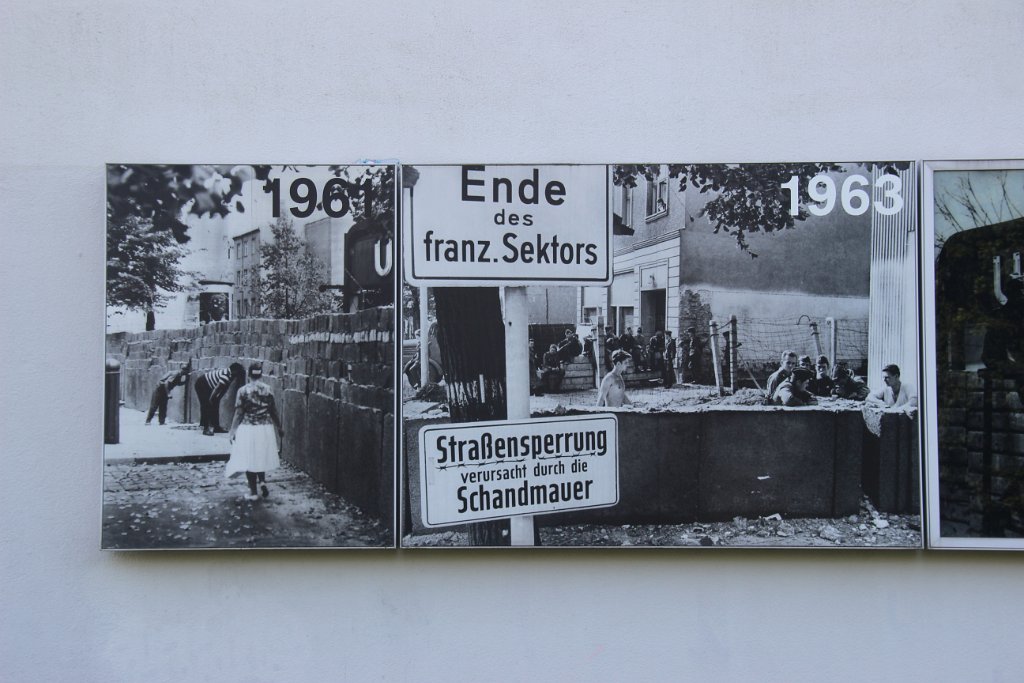 1961
U
Ende
des
franz. Sektors
1963
Straßensperrung
verursacht durch die
Schandmauer